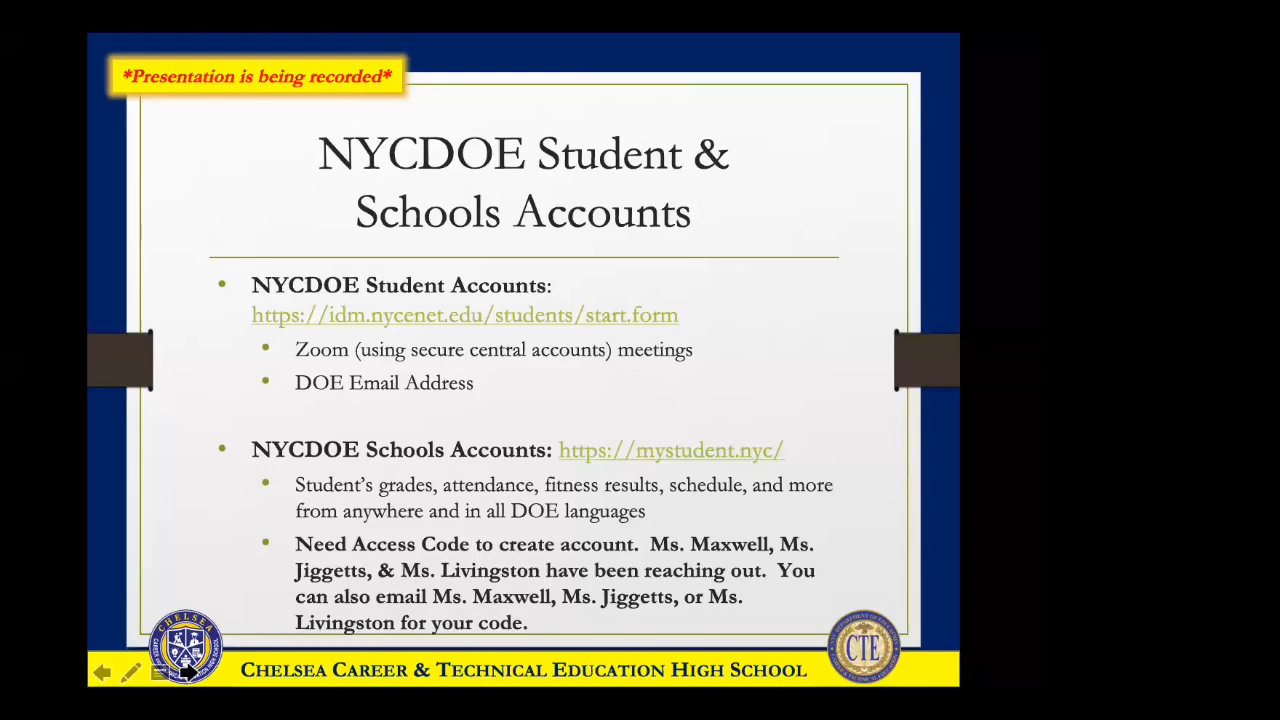 *Presentation is being recorded*
NYCDOE Student &
Schools Accounts
• NYCDOE Student Accounts:
https://idm.nycenet.edu/students/start.form
• Zoom (using secure central accounts) meetings
• DOE Email Address
• NYCDOE Schools Accounts: https://mystudent.nyc/
• Student's grades, attendance, fitness results, schedule, and more
from anywhere and in all DOE languages
• Need Access Code to create account. Ms. Maxwell, Ms.
Jiggetts, & Ms. Livingston have been reaching out. You
can also email Ms. Maxwell, Ms. Jiggetts, or Ms.
Livingston for your code.
CHELSEA
CTE
CHELSEA CAREER & TECHNICAL EDUCATION HIGH SCHOOL